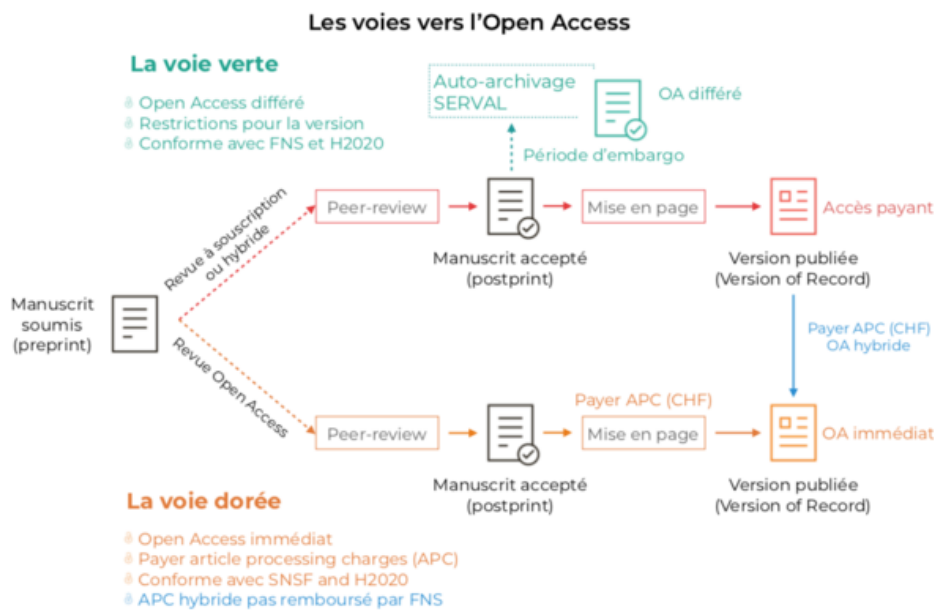 Les voies vers l'Open Access
La voie verte
Open Access différé
Restrictions pour la version
Conforme avec FNS et H2020
Auto-archivage
SERVAL
OA différé
Période d'embargo
Revue à souscription
ou hybride
Peer-review
Manuscrit accepté
(postprint)
Mise en page
Accès payant
Version publiée
(Version of Record)
Manuscrit
soumis
(preprint)
Payer APC (CHF)
OA hybride
Revue Open Access
Peer-review
Manuscrit accepté
(postprint)
Payer APC (CHF)
Mise en page
OA immédiat
Version publiée
(Version of Record)
La voie dorée
Open Access immédiat
Payer article processing charges (APC)
Conforme avec SNSF and H2020
APC hybride pas remboursé par FNS